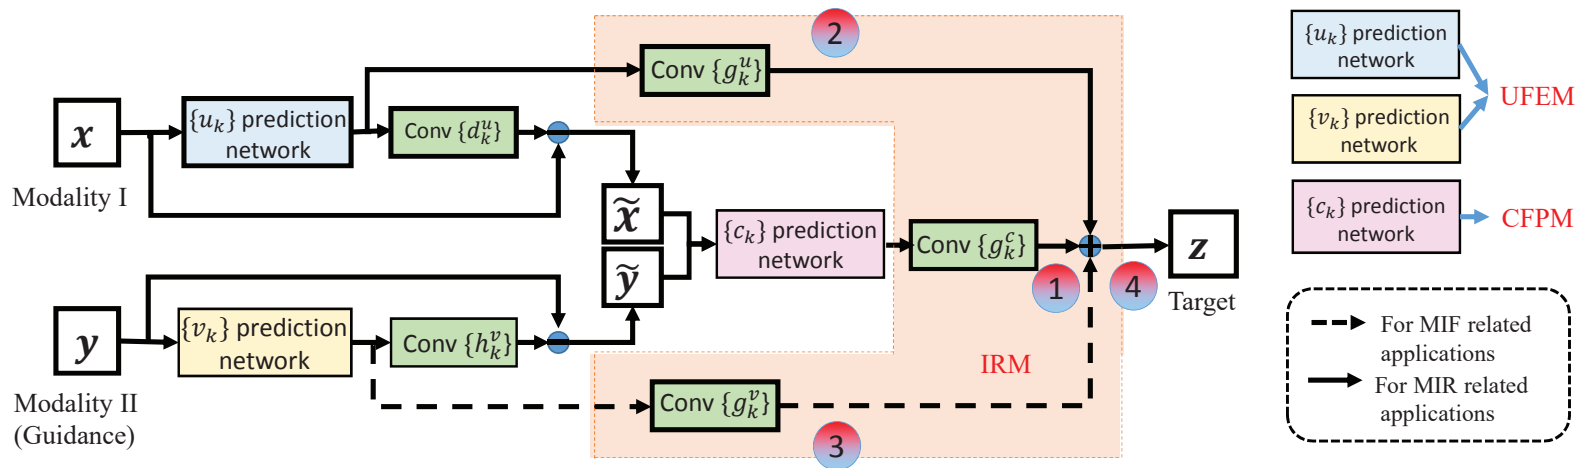 2
Conv {g_k^u}
x
{u_k} prediction
network
Conv {d_k^u}
Modality I
x̃
ỹ
{c_k} prediction
network
Conv {g_k^c}
1
4
z
Target
y
{v_k} prediction
network
Conv {h_k^v}
Modality II
(Guidance)
IRM
Conv {g_k^v}
3
{u_k} prediction
network
UFEM
{v_k} prediction
network
{c_k} prediction
network
CFPM
For MIF related
applications
For MIR related
applications